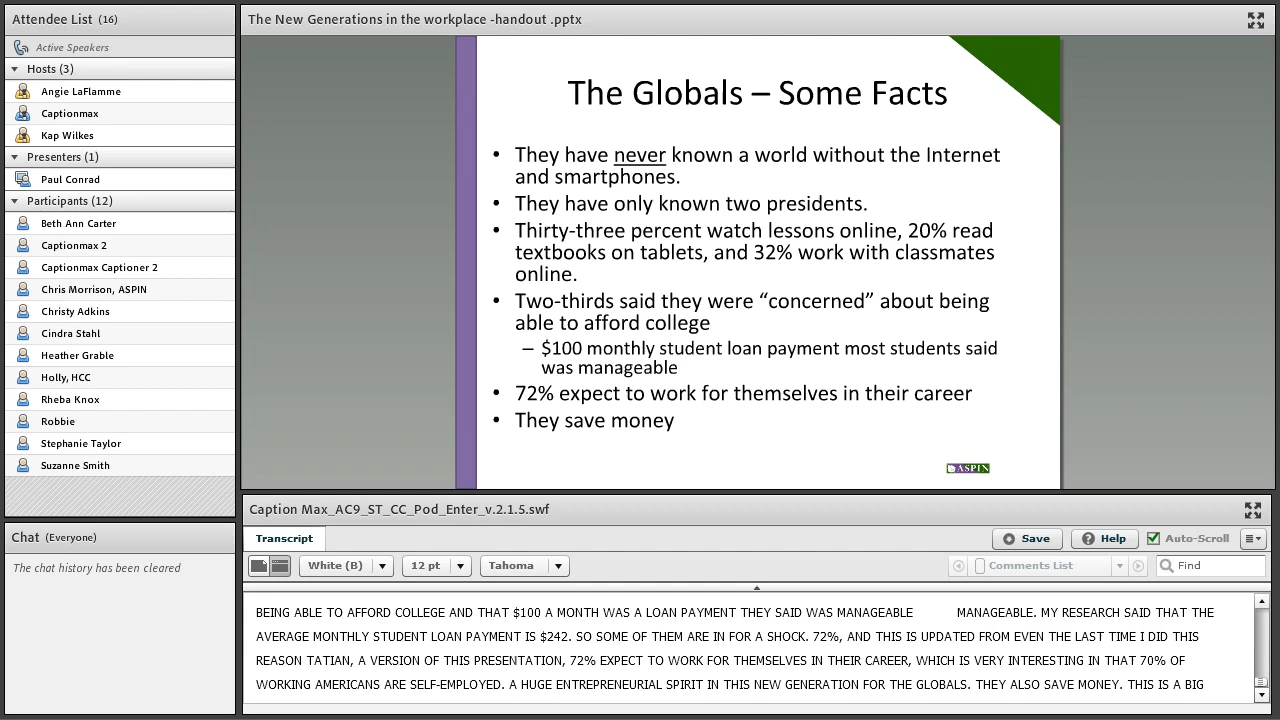 Attendee List (16)
Active Speakers
Hosts (3)
Angie LaFlamme
Captionmax
Kap Wilkes
Presenters (1)
Paul Conrad
Participants (12)
Beth Ann Carter
Captionmax 2
Captionmax Captioner 2
Chris Morrison, ASPIN
Christy Adkins
Cindra Stahl
Heather Grable
Holly, HCC
Rheba Knox
Robbie
Stephanie Taylor
Suzanne Smith
Chat (Everyone)
The chat history has been cleared
The New Generations in the workplace -handout .pptx
The Globals – Some Facts
• They have never known a world without the Internet
and smartphones.
• They have only known two presidents.
• Thirty-three percent watch lessons online, 20% read
textbooks on tablets, and 32% work with classmates
online.
• Two-thirds said they were “concerned” about being
able to afford college
– $100 monthly student loan payment most students said
was manageable
• 72% expect to work for themselves in their career
• They save money
ASPIN
Caption Max_AC9_ST_CC_Pod_Enter_v.2.1.5.swf
Transcript
Save
Help
Auto-Scroll
White (B)
12 pt
Tahoma
Comments List
Find
BEING ABLE TO AFFORD COLLEGE AND THAT $100 A MONTH WAS A LOAN PAYMENT THEY SAID WAS MANAGEABLE MANAGEABLE. MY RESEARCH SAID THAT THE
AVERAGE MONTHLY STUDENT LOAN PAYMENT IS $242. SO SOME OF THEM ARE IN FOR A SHOCK. 72%, AND THIS IS UPDATED FROM EVEN THE LAST TIME I DID THIS
REASON TATIAN, A VERSION OF THIS PRESENTATION, 72% EXPECT TO WORK FOR THEMSELVES IN THEIR CAREER, WHICH IS VERY INTERESTING IN THAT 70% OF
WORKING AMERICANS ARE SELF-EMPLOYED. A HUGE ENTREPRENEURIAL SPIRIT IN THIS NEW GENERATION FOR THE GLOBALS. THEY ALSO SAVE MONEY. THIS IS A BIG